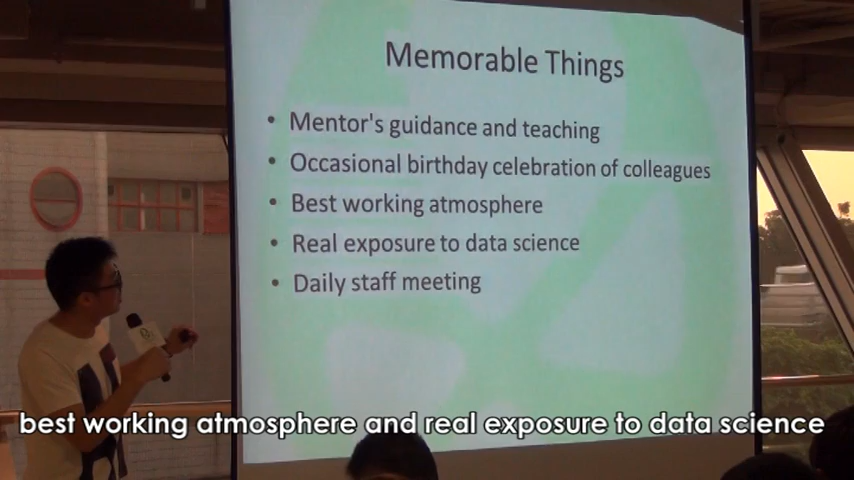 Memorable Things
• Mentor's guidance and teaching
• Occasional birthday celebration of colleagues
• Best working atmosphere
• Real exposure to data science
• Daily staff meeting
best working atmosphere and real exposure to data science